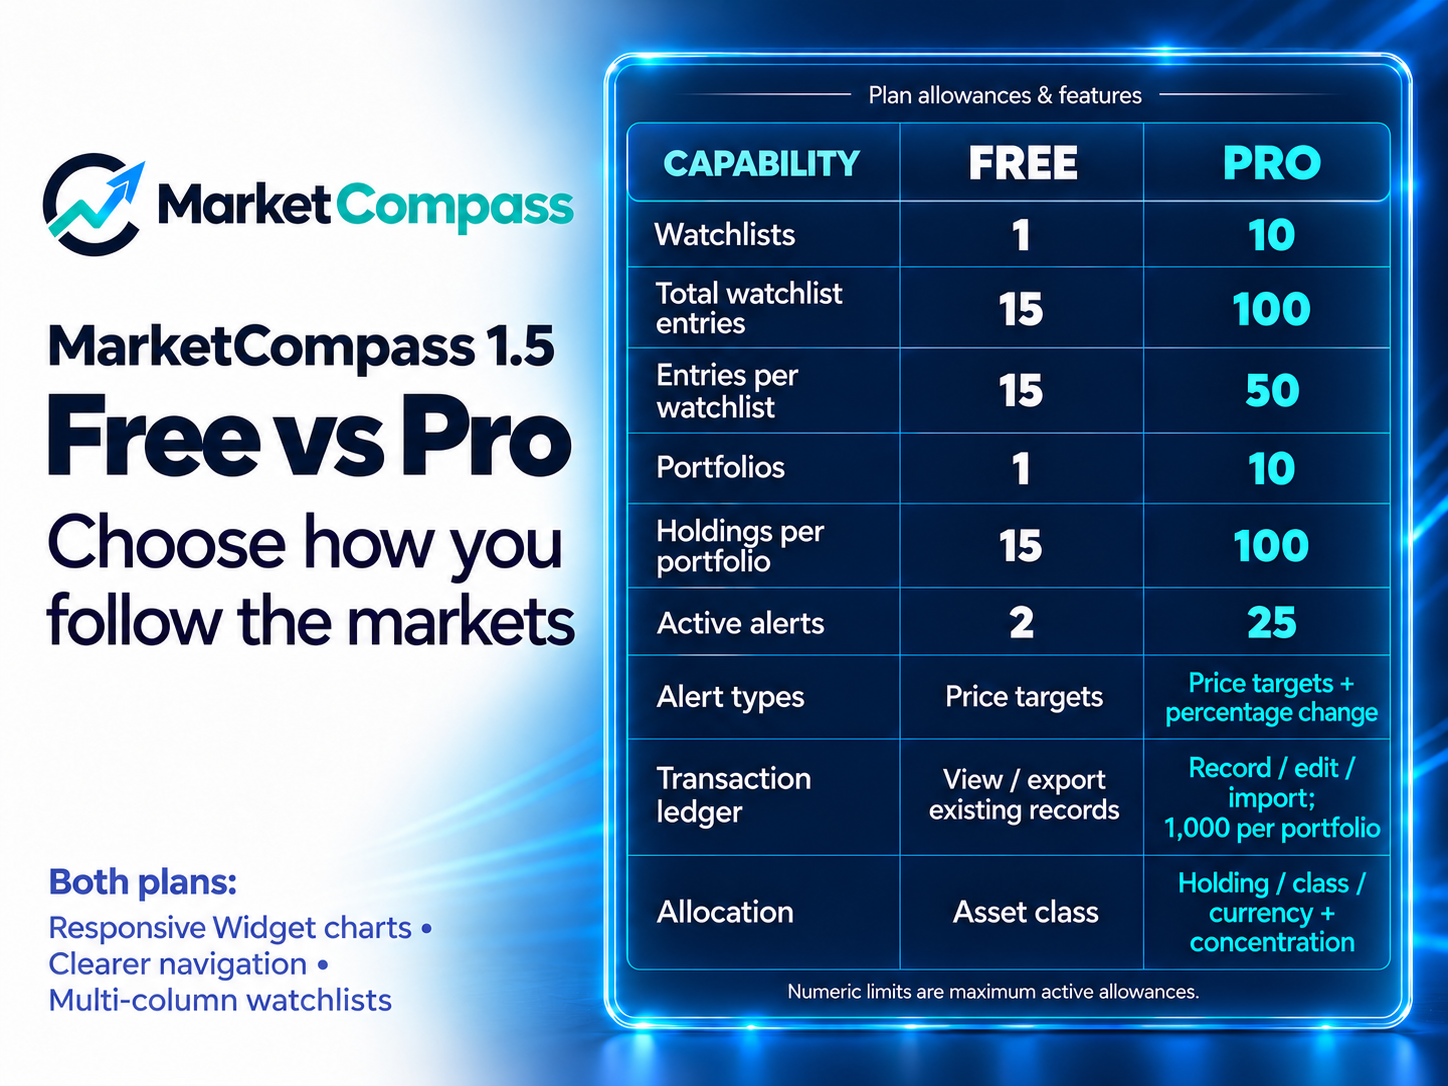 MarketCompass
MarketCompass 1.5
Free vs Pro
Choose how you
follow the markets
Both plans:
Responsive Widget charts •
Clearer navigation •
Multi-column watchlists
Plan allowances & features
CAPABILITY FREE PRO
Watchlists 1 10
Total watchlist
entries 15 100
Entries per
watchlist 15 50
Portfolios 1 10
Holdings per
portfolio 15 100
Active alerts 2 25
Alert types Price targets Price targets +
percentage change
Transaction
ledger
View / export
existing records
Record / edit /
import;
1,000 per portfolio
Allocation Asset class
Holding / class /
currency +
concentration
Numeric limits are maximum active allowances.